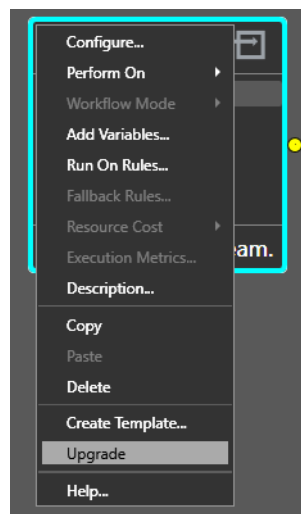 Configure...
Perform On
Workflow Mode
Add Variables...
Run On Rules...
Fallback Rules...
Resource Cost
Execution Metrics...
eam.
Description...
Copy
Paste
Delete
Create Template...
Upgrade
Help...